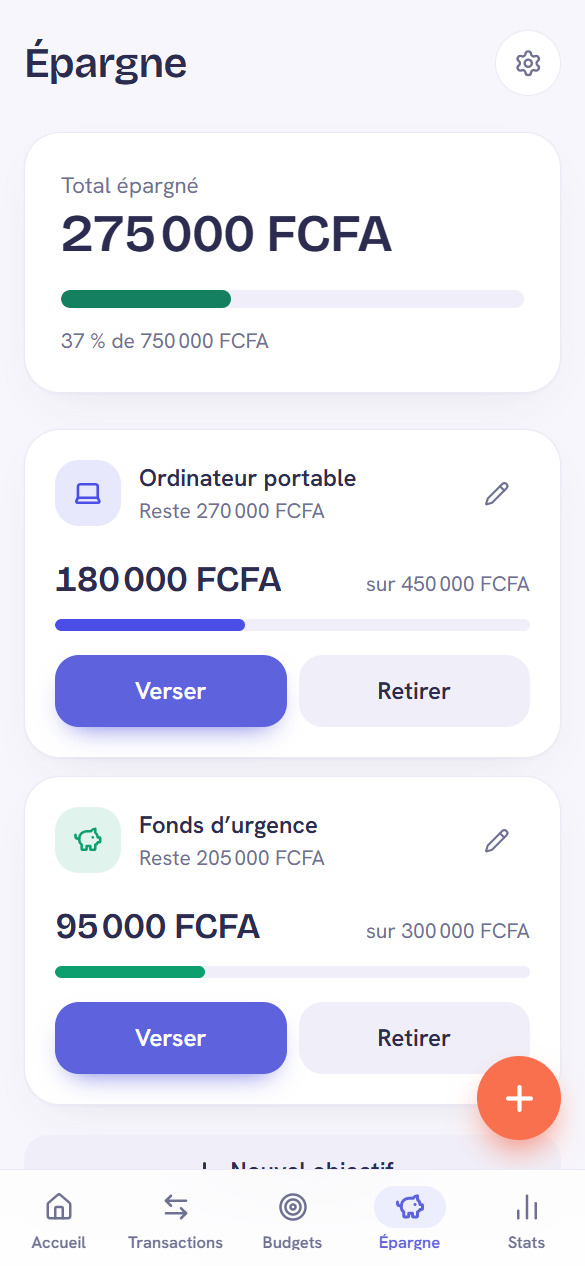 Épargne
Total épargné
275 000 FCFA
37 % de 750 000 FCFA
Ordinateur portable
Reste 270 000 FCFA
180 000 FCFA
sur 450 000 FCFA
Verser
Retirer
Fonds d’urgence
Reste 205 000 FCFA
95 000 FCFA
sur 300 000 FCFA
Verser
Retirer
Nouvel objectif
Accueil
Transactions
Budgets
Épargne
Stats